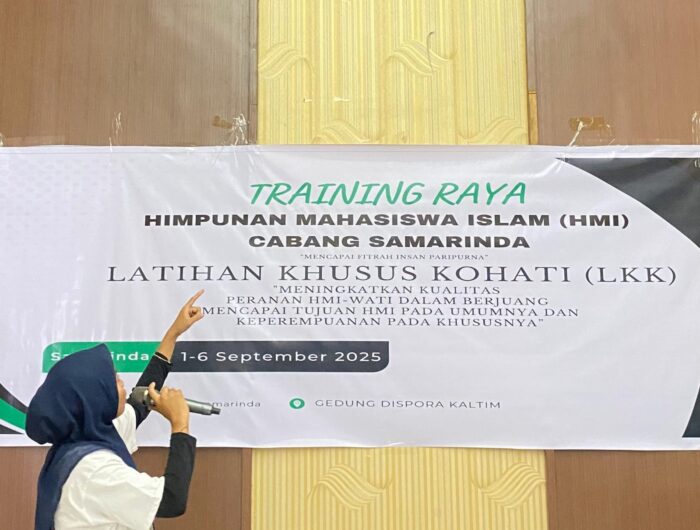 TRAINING RAYA
HIMPUNAN MAHASISWA ISLAM (HMI)
CABANG SAMARINDA
"MENCAPAI FITRAH INSAN PARIPURNA"
LATIHAN KHUSUS KOHATI (LKK)
"MENINGKATKAN KUALITAS
PERANAN HMI-WATI DALAM BERJUANG
MENCAPAI TUJUAN HMI PADA UMUMNYA DAN
KEPEREMPUANAN PADA KHUSUSNYA"
1-6 September 2025
GEDUNG DISPORA KALTIM